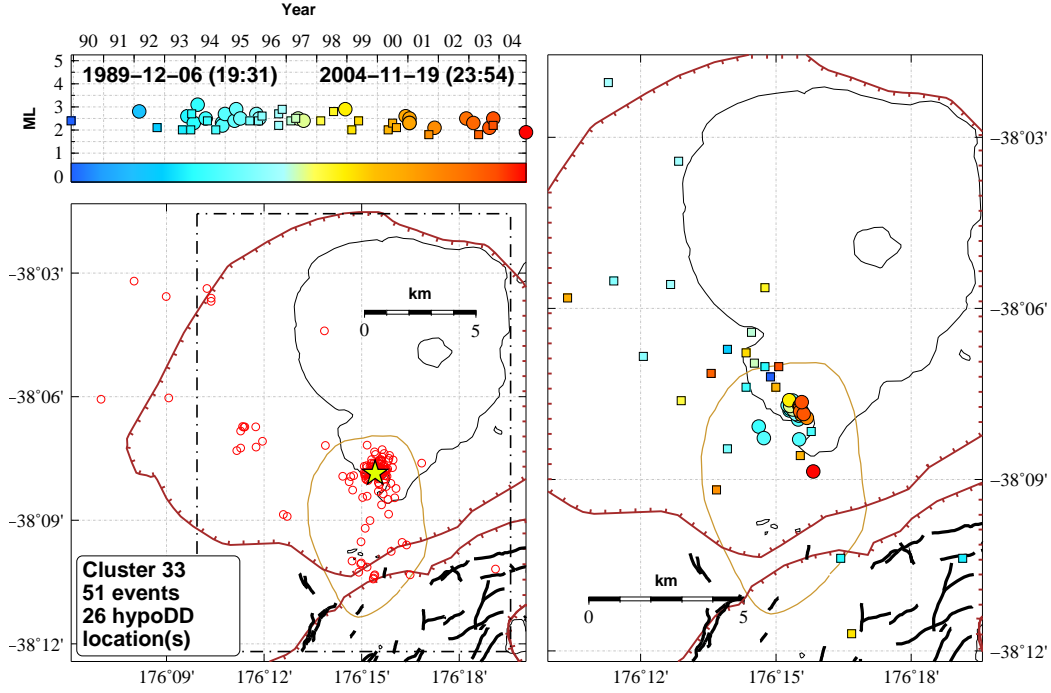 Year
90 91 92 93 94 95 96 97 98 99 00 01 02 03 04
5
4
3
2
1
0
ML
1989−12−06 (19:31) 2004−11−19 (23:54)
−38°03'
−38°06'
−38°09'
−38°12'
km
0 5
Cluster 33
51 events
26 hypoDD
location(s)
176°09' 176°12' 176°15' 176°18'
−38°03'
−38°06'
−38°09'
−38°12'
km
0 5
176°12' 176°15' 176°18'